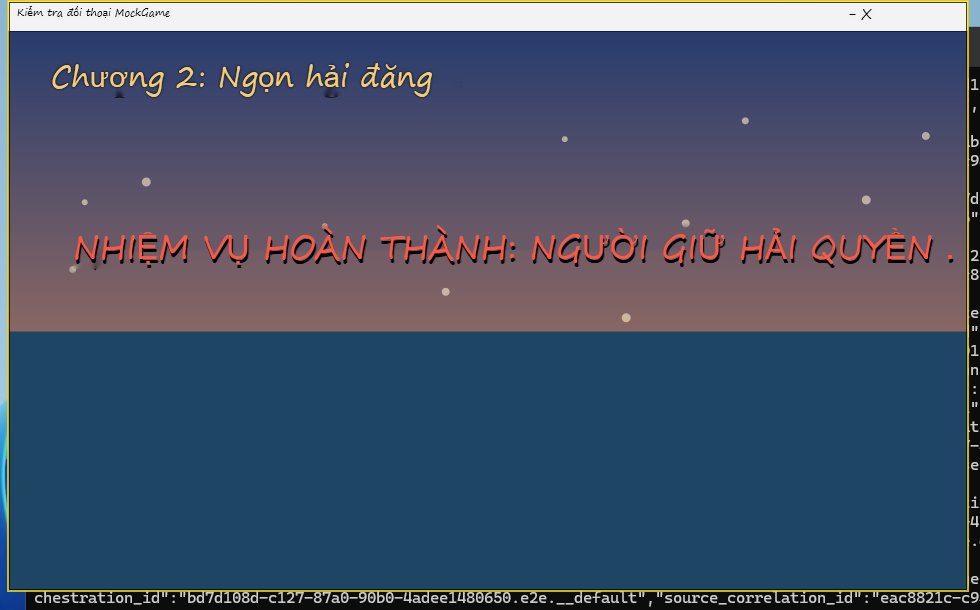 Kiểm tra đối thoại MockGame
- X
Chương 2: Ngọn hải đăng
NHIỆM VỤ HOÀN THÀNH: NGƯỜI GIỮ HẢI QUYỀN .
chestration_id":"bd7d108d-c127-87a0-90b0-4adee1480650.e2e.__default","source_correlation_id":"eac8821c-c9